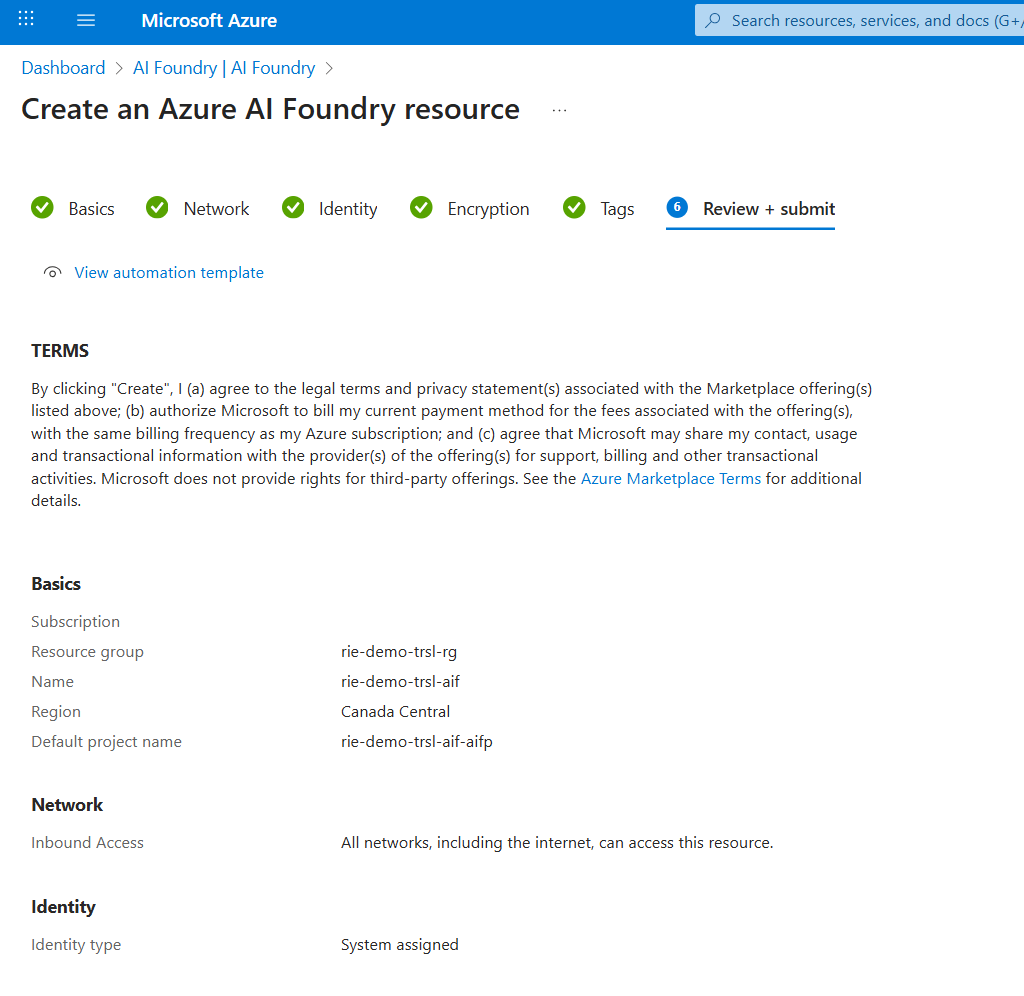 Microsoft Azure
Search resources, services, and docs (G+/
Dashboard > AI Foundry | AI Foundry >
Create an Azure AI Foundry resource ...
Basics Network Identity Encryption Tags 6 Review + submit
View automation template
TERMS
By clicking "Create", I (a) agree to the legal terms and privacy statement(s) associated with the Marketplace offering(s)
listed above; (b) authorize Microsoft to bill my current payment method for the fees associated with the offering(s),
with the same billing frequency as my Azure subscription; and (c) agree that Microsoft may share my contact, usage
and transactional information with the provider(s) of the offering(s) for support, billing and other transactional
activities. Microsoft does not provide rights for third-party offerings. See the Azure Marketplace Terms for additional
details.
Basics
Subscription
Resource group rie-demo-trsl-rg
Name rie-demo-trsl-aif
Region Canada Central
Default project name rie-demo-trsl-aif-aifp
Network
Inbound Access All networks, including the internet, can access this resource.
Identity
Identity type System assigned